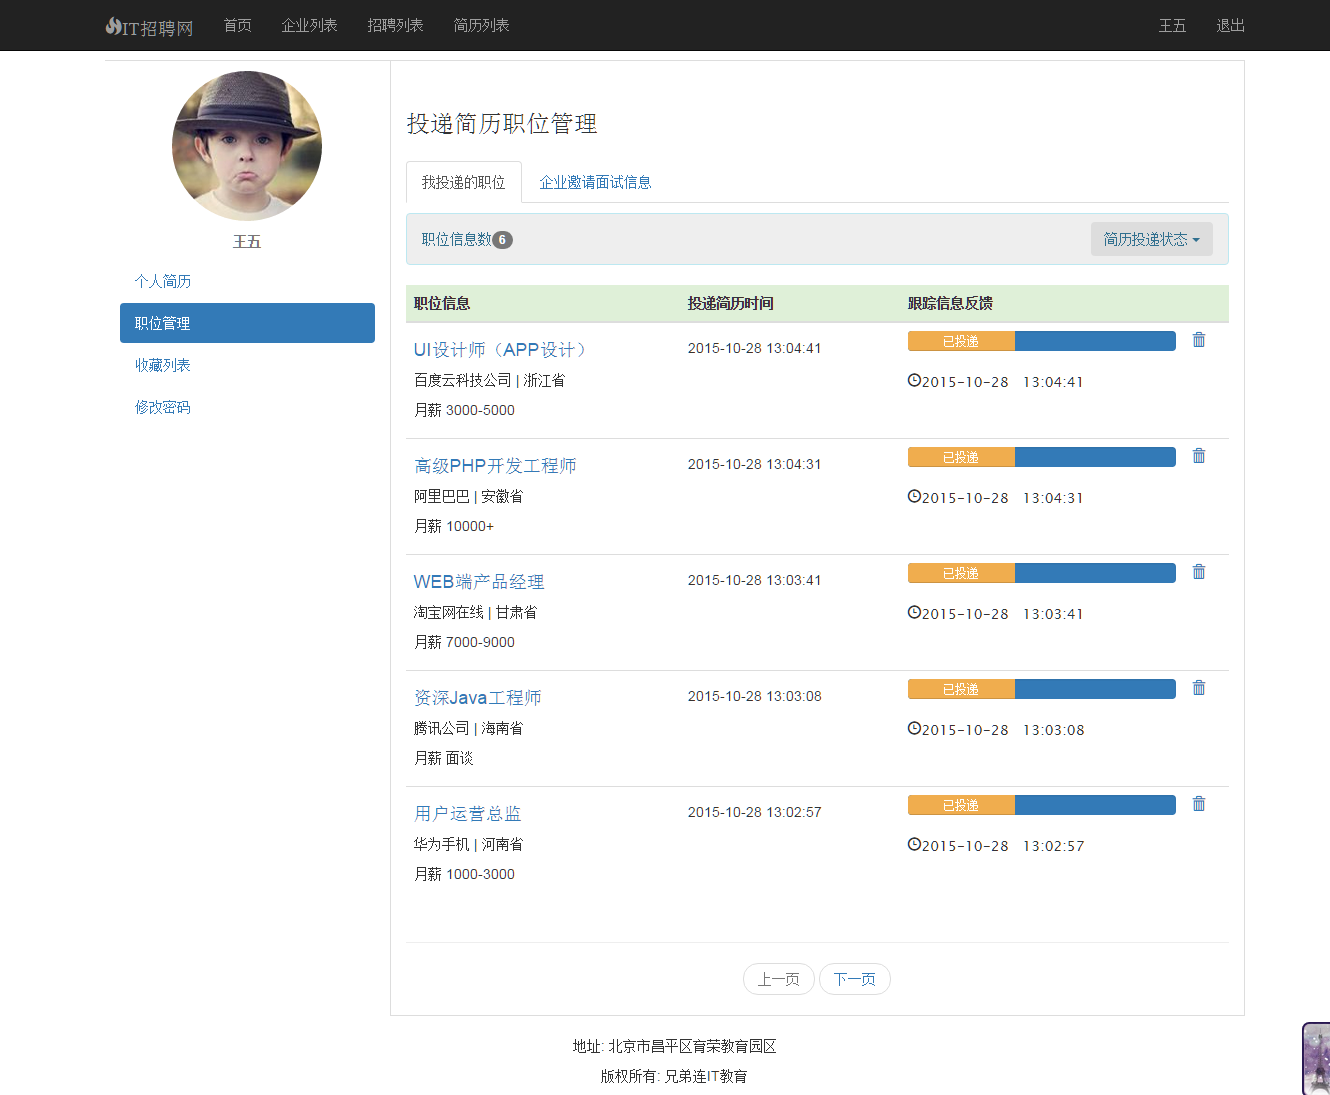 IT招聘网 首页 企业列表 招聘列表 简历列表 王五 退出
王五
个人简历
职位管理
收藏列表
修改密码
投递简历职位管理
我投递的职位 企业邀请面试信息
职位信息数 6 简历投递状态
职位信息 投递简历时间 跟踪信息反馈
UI设计师（APP设计） 2015-10-28 13:04:41 已投递
百度云科技公司 | 浙江省 2015-10-28 13:04:41
月薪 3000-5000
高级PHP开发工程师 2015-10-28 13:04:31 已投递
阿里巴巴 | 安徽省 2015-10-28 13:04:31
月薪 10000+
WEB端产品经理 2015-10-28 13:03:41 已投递
淘宝网在线 | 甘肃省 2015-10-28 13:03:41
月薪 7000-9000
资深Java工程师 2015-10-28 13:03:08 已投递
腾讯公司 | 海南省 2015-10-28 13:03:08
月薪 面谈
用户运营总监 2015-10-28 13:02:57 已投递
华为手机 | 河南省 2015-10-28 13:02:57
月薪 1000-3000
上一页 下一页
地址: 北京市昌平区育荣教育园区
版权所有: 兄弟连IT教育